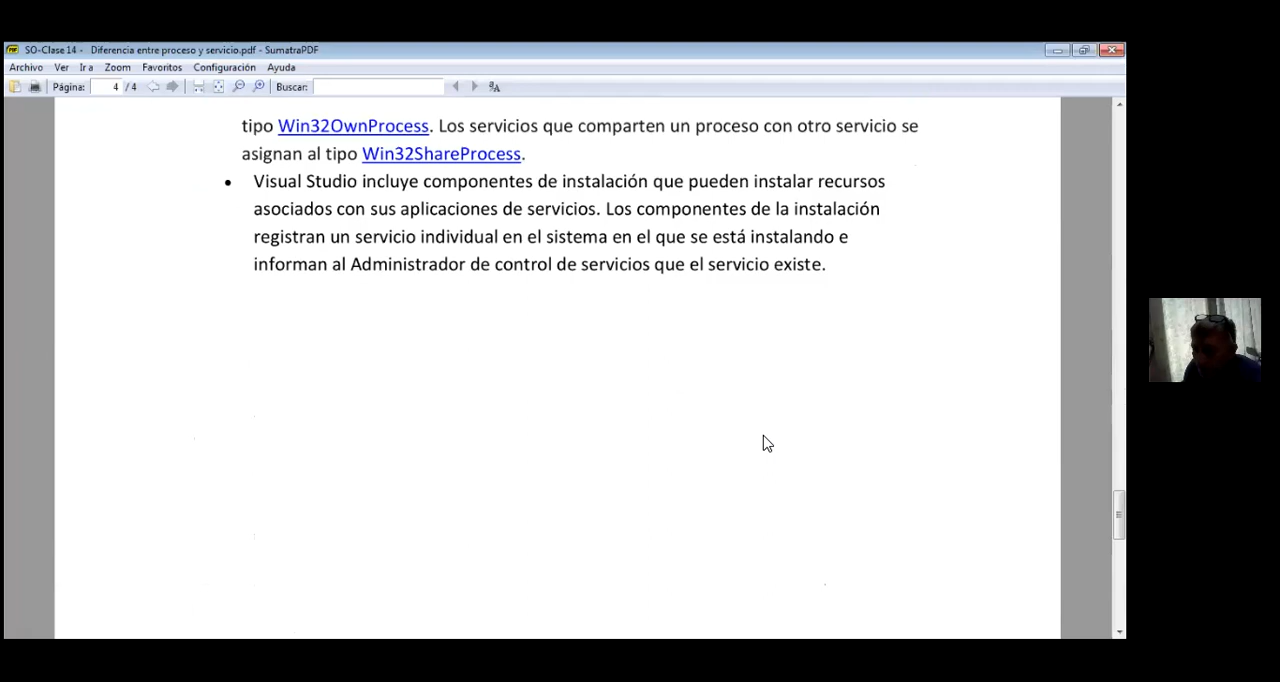 SO-Clase 14 - Diferencia entre proceso y servicio.pdf - SumatraPDF
Archivo Ver Ir a Zoom Favoritos Configuración Ayuda
Página: 4 / 4 Buscar:
tipo Win32OwnProcess. Los servicios que comparten un proceso con otro servicio se
asignan al tipo Win32ShareProcess.
• Visual Studio incluye componentes de instalación que pueden instalar recursos
asociados con sus aplicaciones de servicios. Los componentes de la instalación
registran un servicio individual en el sistema en el que se está instalando e
informan al Administrador de control de servicios que el servicio existe.